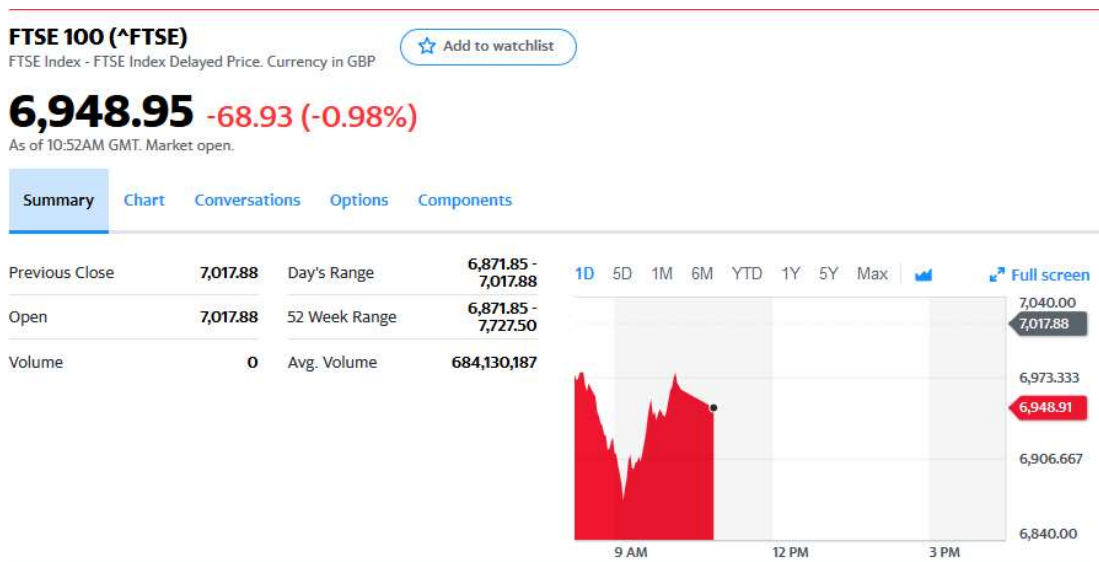 FTSE 100 (^FTSE)
Add to watchlist
FTSE Index - FTSE Index Delayed Price. Currency in GBP
6,948.95 -68.93 (-0.98%)
As of 10:52AM GMT. Market open.
Summary Chart Conversations Options Components
Previous Close 7,017.88
Open 7,017.88
Volume 0
Day's Range 6,871.85 -
7,017.88
52 Week Range 6,871.85 -
7,727.50
Avg. Volume 684,130,187
1D 5D 1M 6M YTD 1Y 5Y Max Full screen
7,040.00
7,017.88
6,973.333
6,948.91
6,906.667
6,840.00
9 AM 12 PM 3 PM